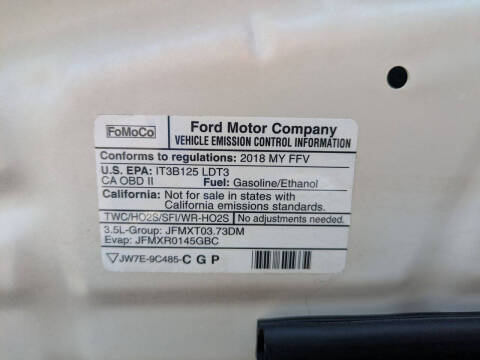 FoMoCo
Ford Motor Company
VEHICLE EMISSION CONTROL INFORMATION
Conforms to regulations: 2018 MY FFV
U.S. EPA: IT3B125 LDT3
CA OBD II Fuel: Gasoline/Ethanol
California: Not for sale in states with
California emissions standards.
TWC/HO2S/SFI/WR-HO2S No adjustments needed.
3.5L-Group: JFMXT03.73DM
Evap: JFMXR0145GBC
JW7E-9C485- C G P